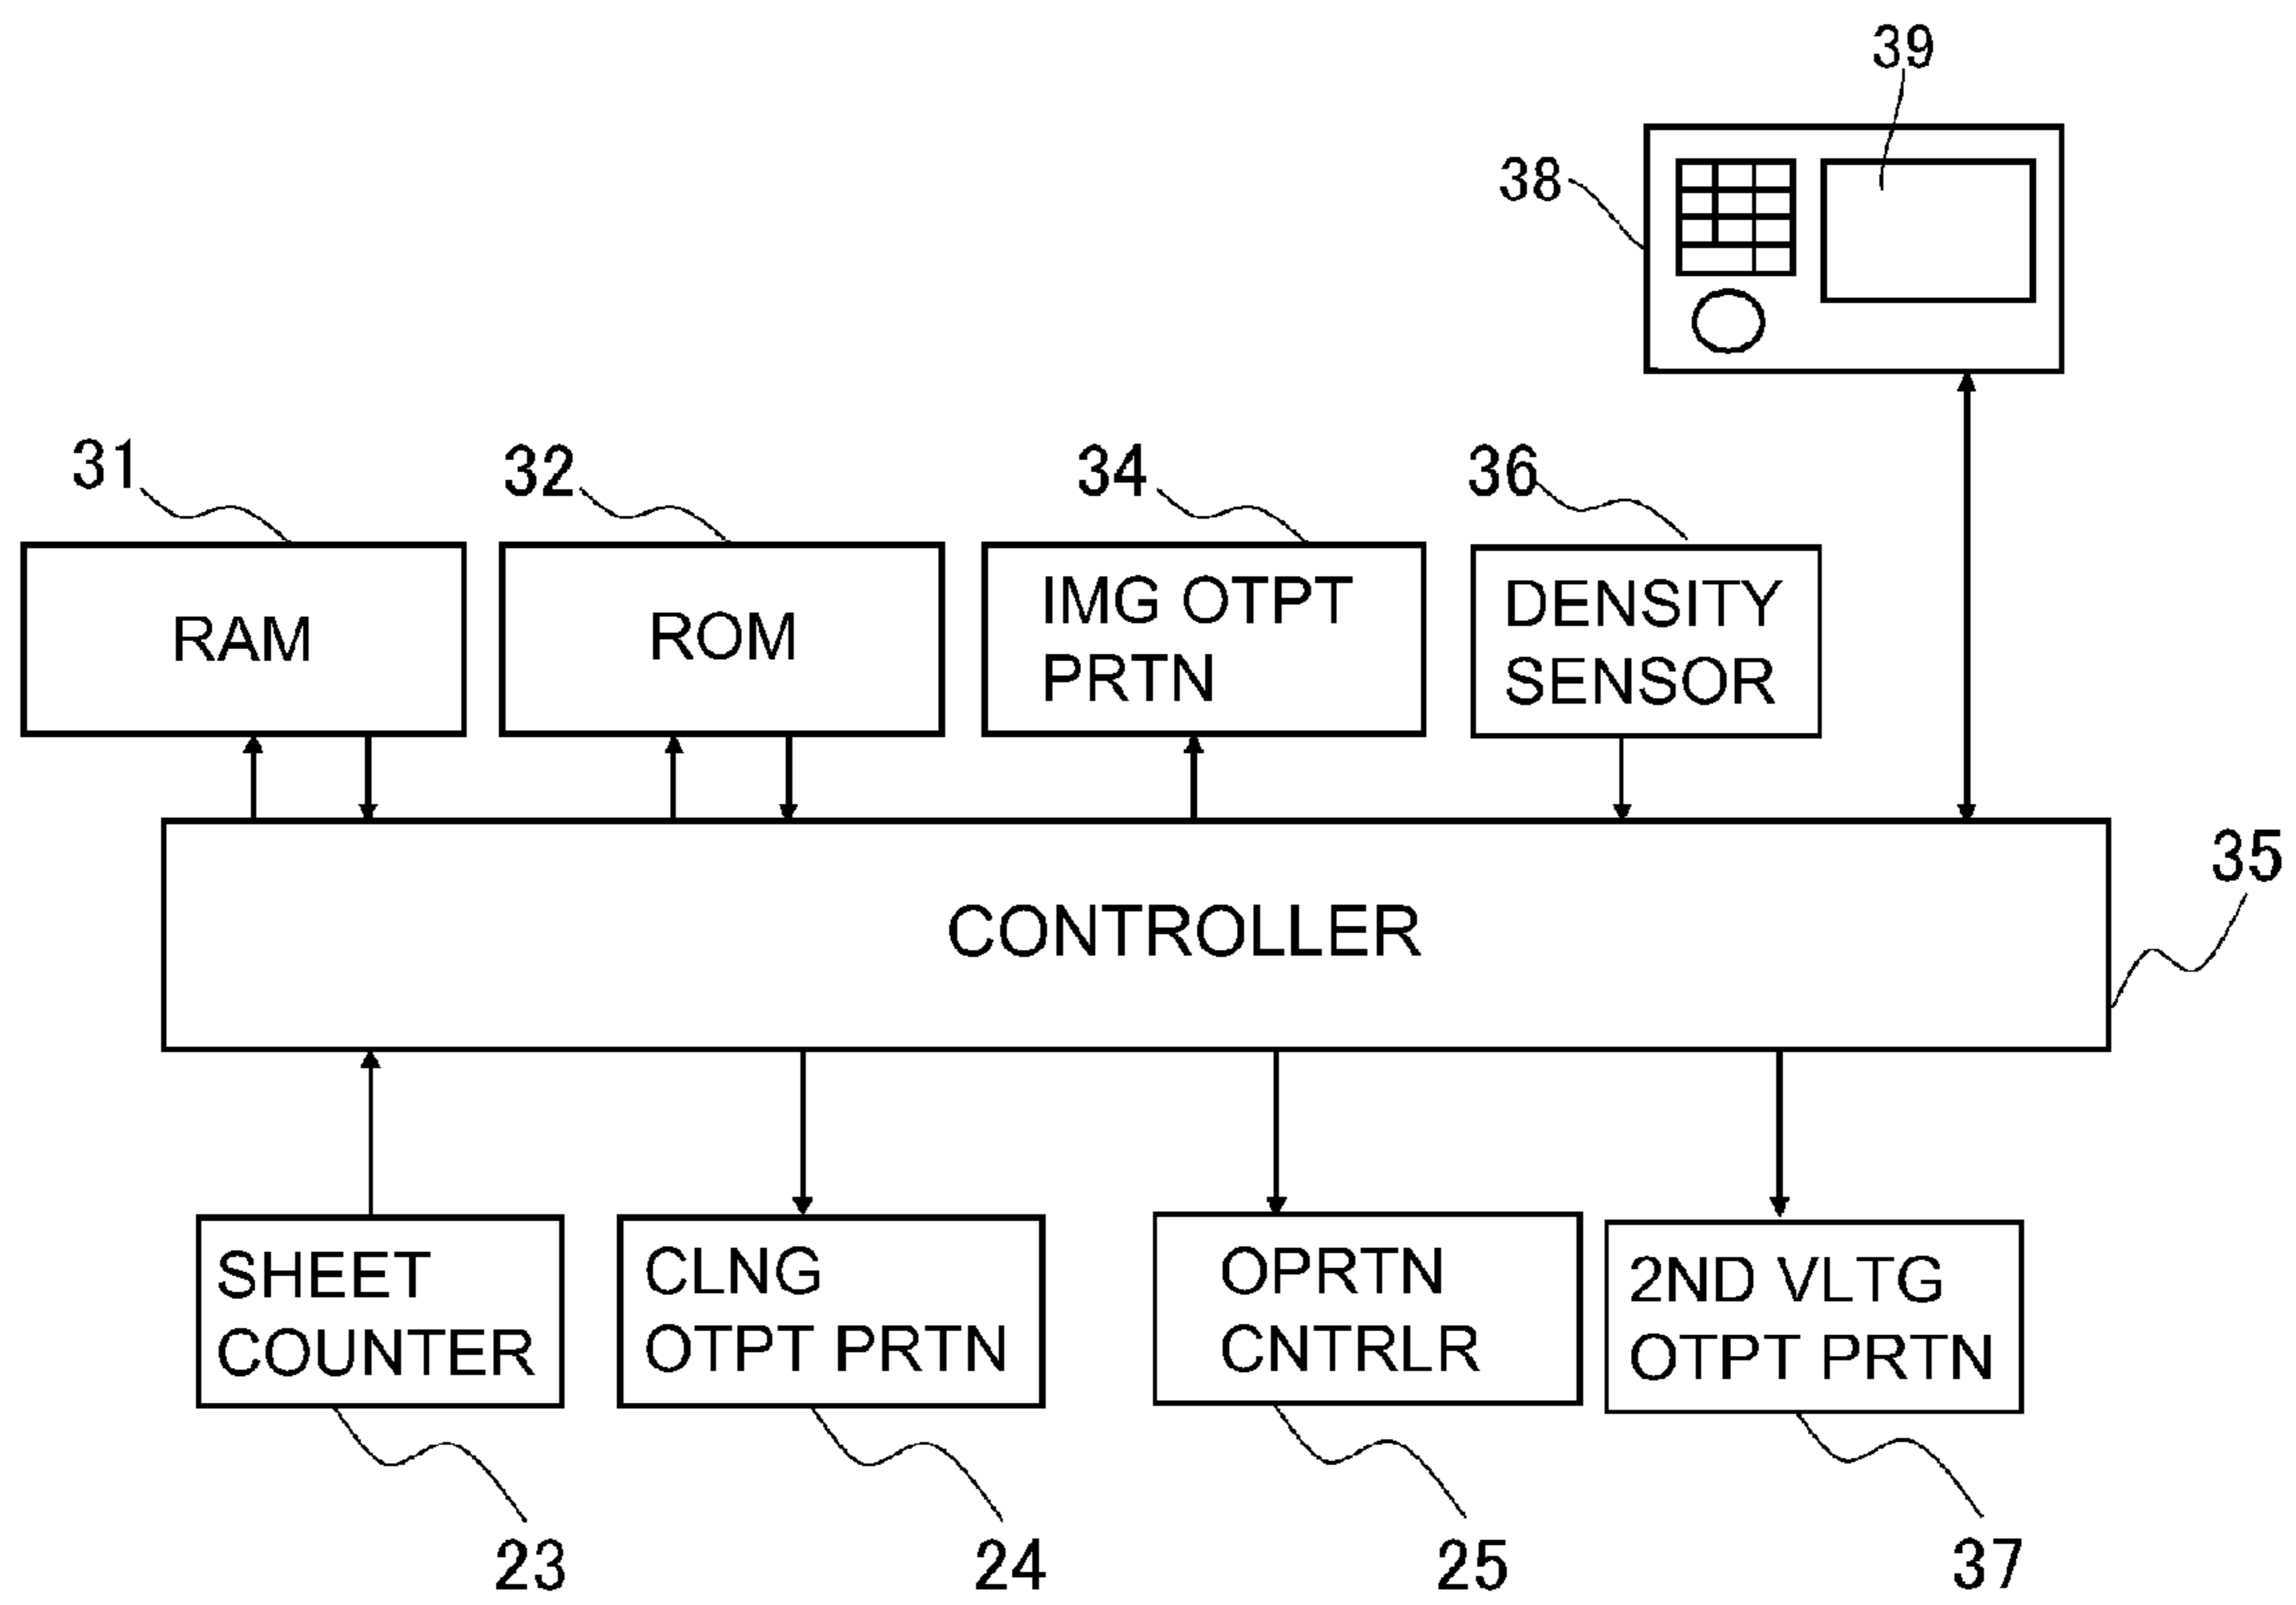 39
38
31
32
34
36
RAM
ROM
IMG OTPT
PRTN
DENSITY
SENSOR
CONTROLLER
35
SHEET
COUNTER
CLNG
OTPT PRTN
OPRTN
CNTRLR
2ND VLTG
OTPT PRTN
23
24
25
37